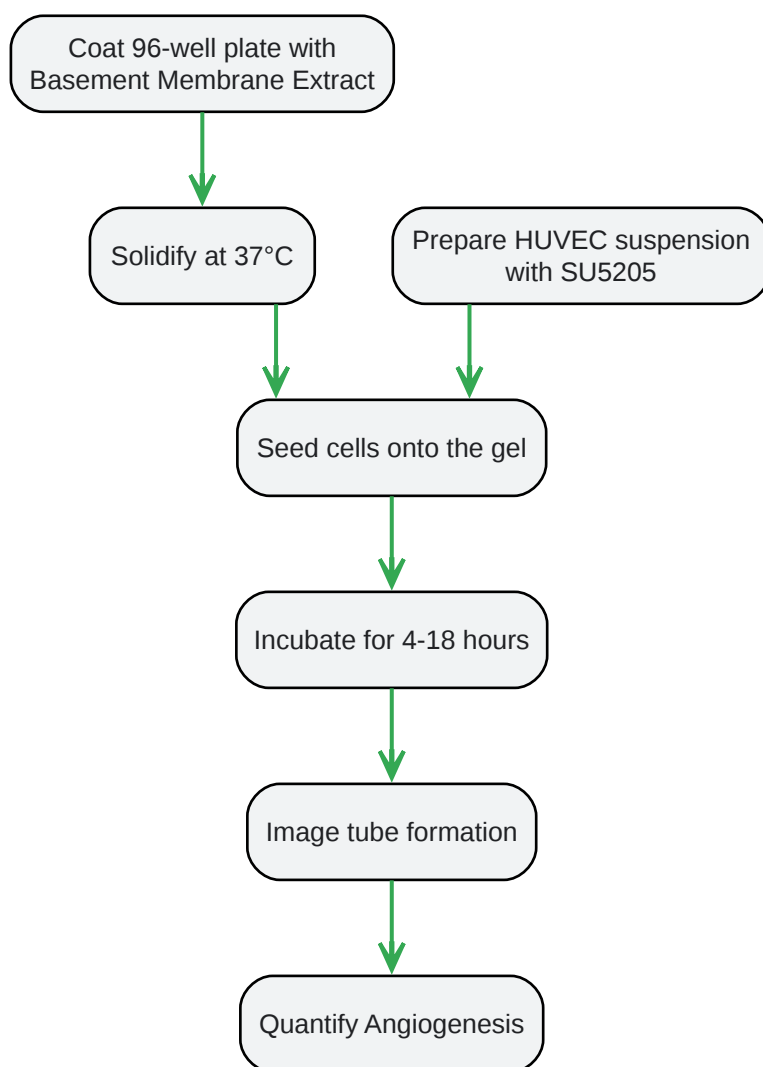 Coat 96-well plate with
Basement Membrane Extract
Solidify at 37°C
Prepare HUVEC suspension
with SU5205
Seed cells onto the gel
Incubate for 4-18 hours
Image tube formation
Quantify Angiogenesis